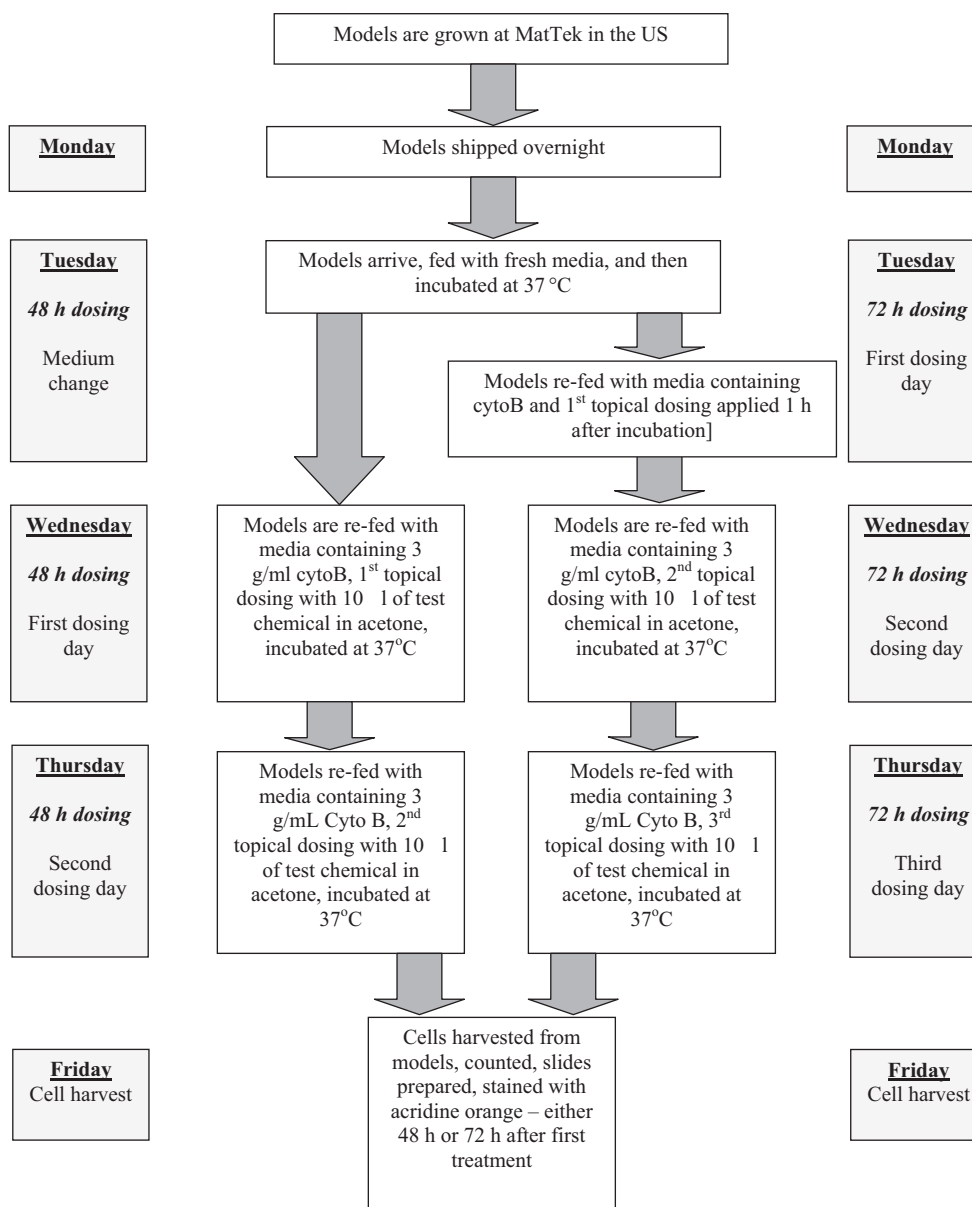 Models are grown at MatTek in the US
Monday
Models shipped overnight
Monday
Tuesday
48 h dosing
Medium
change
Models arrive, fed with fresh media, and then
incubated at 37 °C
Tuesday
72 h dosing
First dosing
day
Models re-fed with media containing
cytoB and 1st topical dosing applied 1 h
after incubation]
Wednesday
48 h dosing
First dosing
day
Models are re-fed with
media containing 3
g/ml cytoB, 1st topical
dosing with 10 l of test
chemical in acetone,
incubated at 37oC
Models are re-fed with
media containing 3
g/ml cytoB, 2nd topical
dosing with 10 l of test
chemical in acetone,
incubated at 37oC
Wednesday
72 h dosing
Second
dosing day
Thursday
48 h dosing
Second
dosing day
Models re-fed with
media containing 3
g/mL Cyto B, 2nd
topical dosing with 10 l
of test chemical in
acetone, incubated at
37oC
Models re-fed with
media containing 3
g/mL Cyto B, 3rd
topical dosing with 10 l
of test chemical in
acetone, incubated at
37oC
Thursday
72 h dosing
Third
dosing day
Friday
Cell harvest
Cells harvested from
models, counted, slides
prepared, stained with
acridine orange – either
48 h or 72 h after first
treatment
Friday
Cell harvest